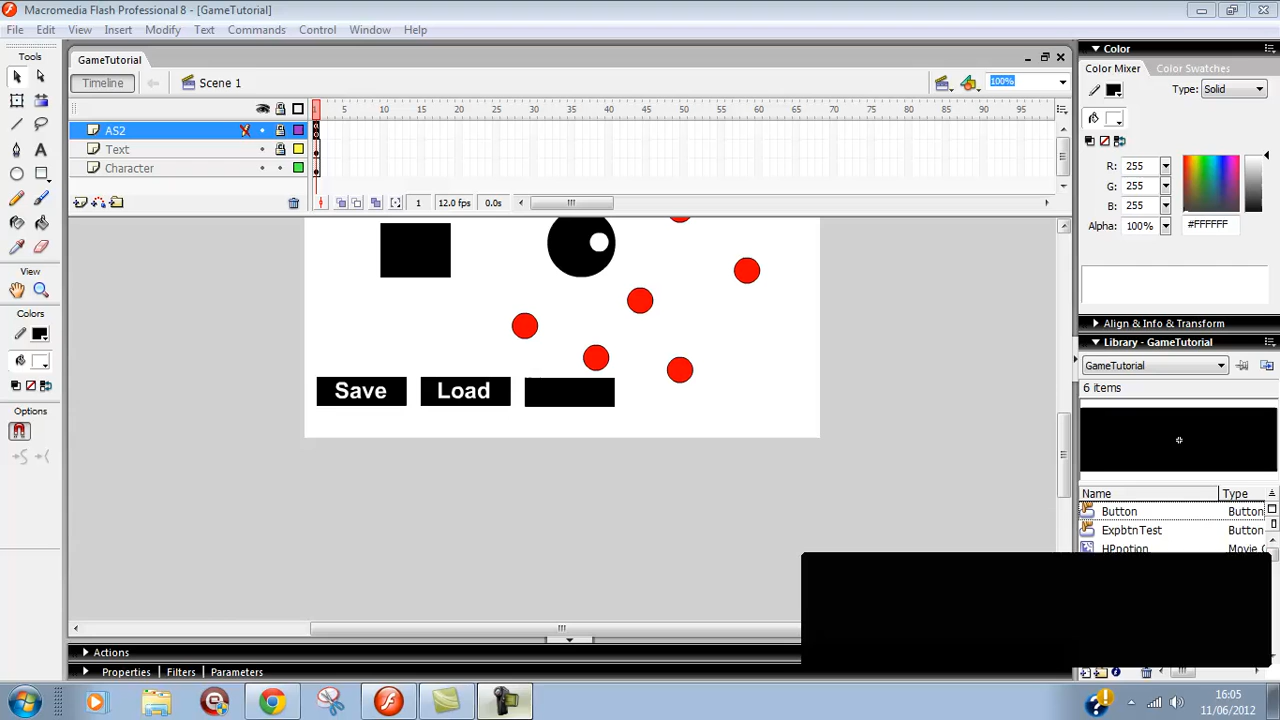 Macromedia Flash Professional 8 - [GameTutorial]
File Edit View Insert Modify Text Commands Control Window Help
Tools
View
Colors
Options
GameTutorial
Timeline
Scene 1
100%
1 5 10 15 20 25 30 35 40 45 50 55 60 65 70 75 80 85 90 95 100
AS2
Text
Character
1 12.0 fps 0.0s
Save
Load
Actions
Properties Filters Parameters
Color
Color Mixer Color Swatches
Type: Solid
R: 255
G: 255
B: 255
Alpha: 100%
#FFFFFF
Align & Info & Transform
Library - GameTutorial
GameTutorial
6 items
Name Type
Button Button
ExpbtnTest Button
HPpotion Movie C
16:05
11/06/2012